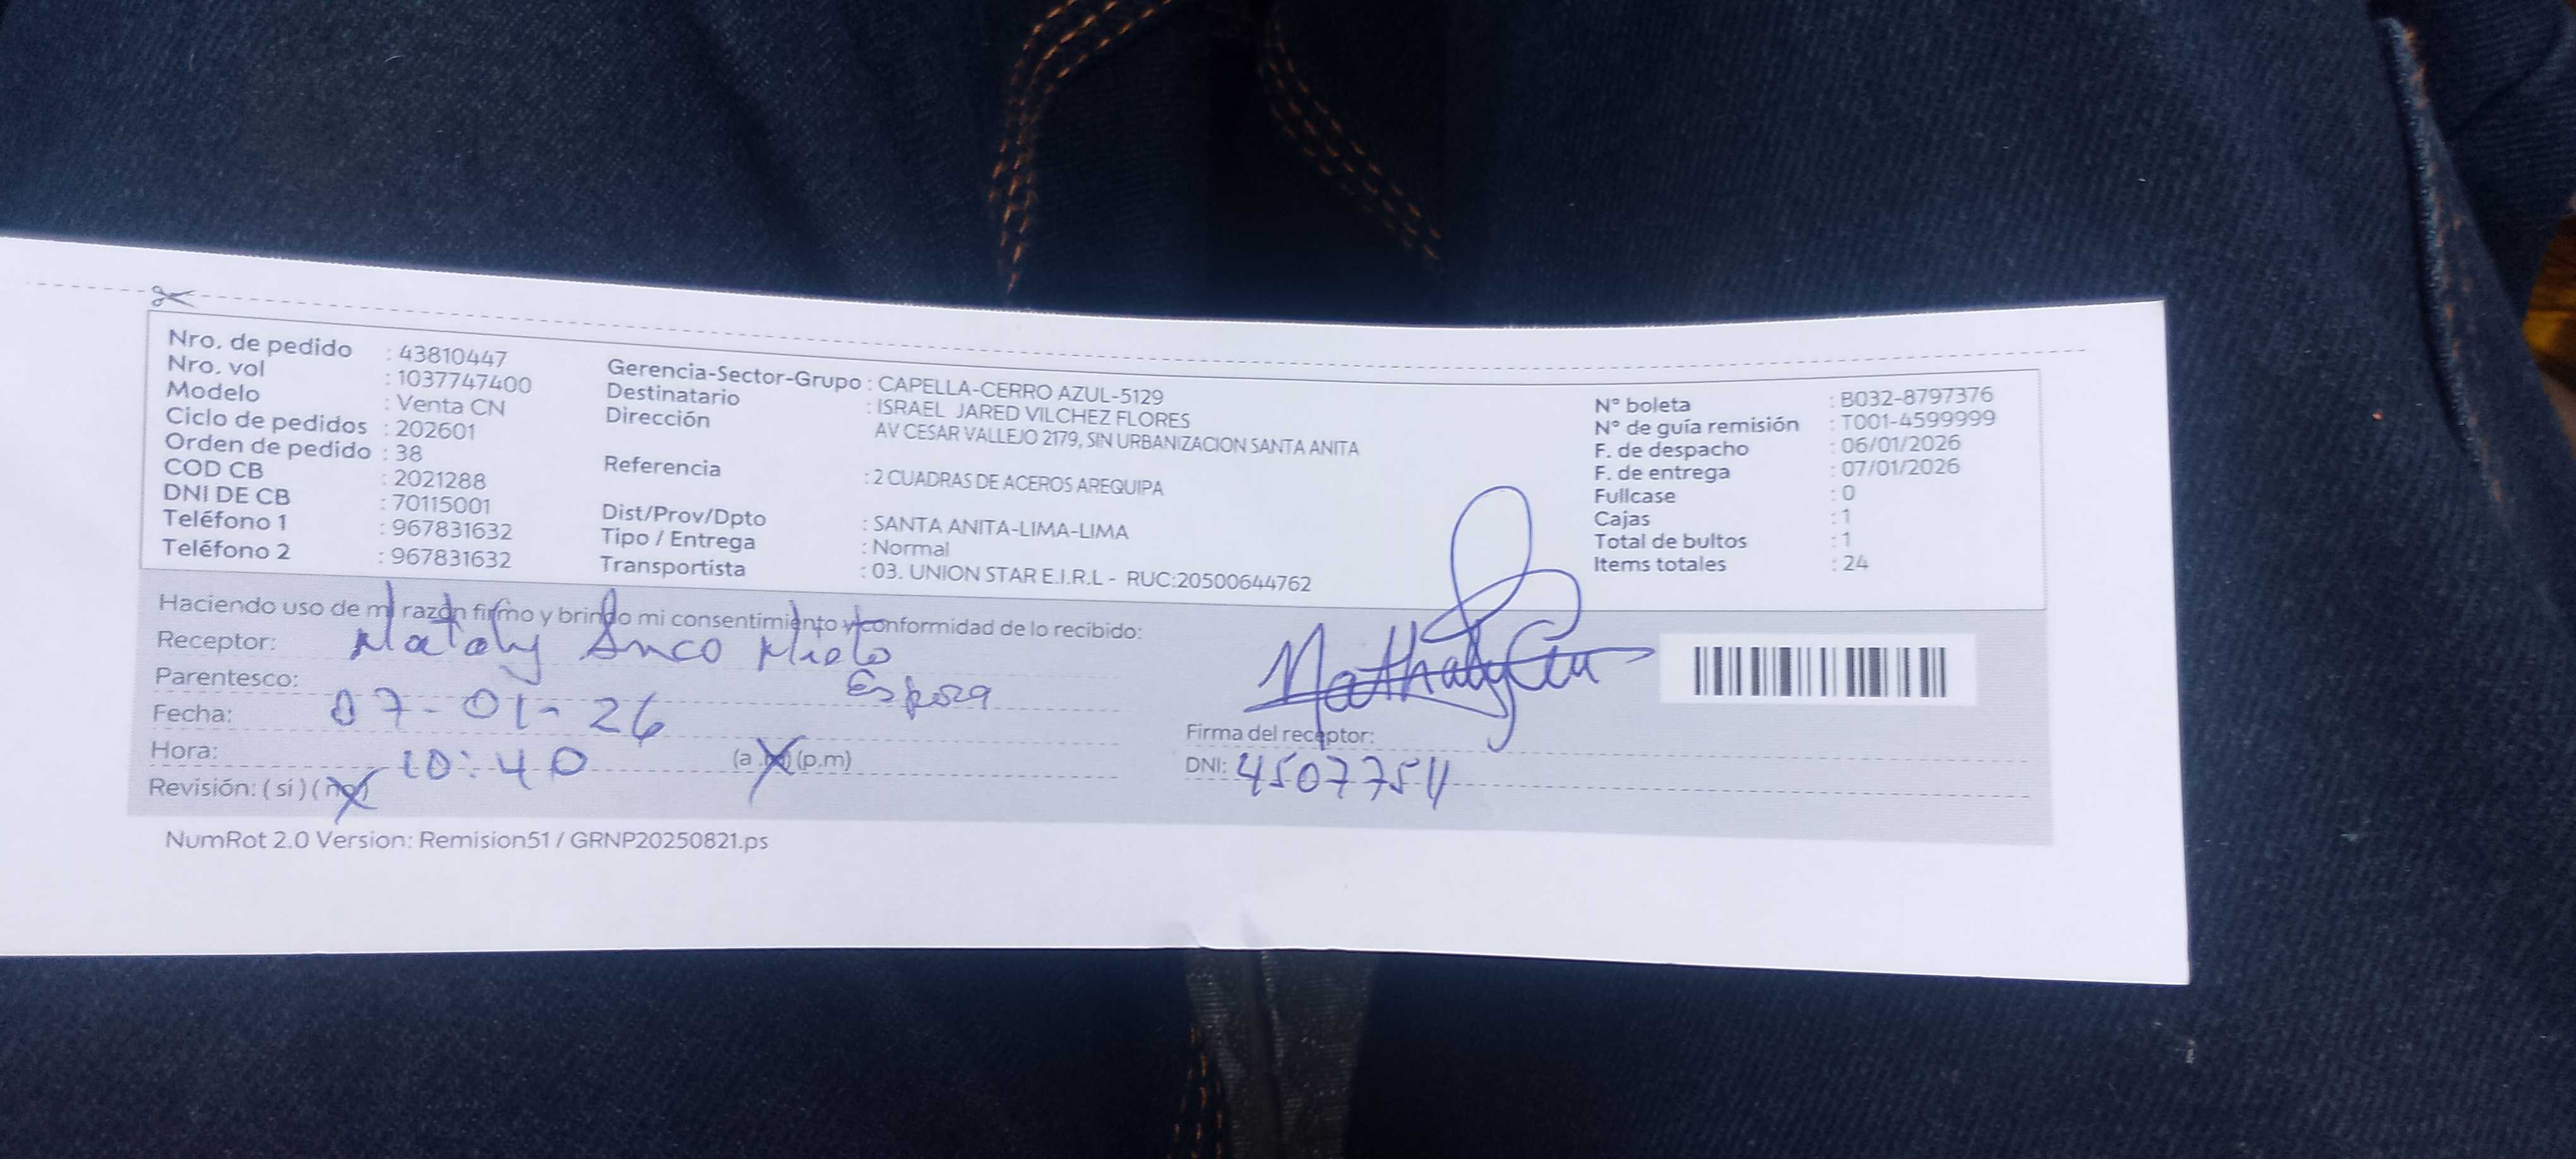 Nro. de pedido : 43810447
Nro. vol : 1037747400
Modelo : Venta CN
Ciclo de pedidos : 202601
Orden de pedido : 38
COD CB : 2021288
DNI DE CB : 70115001
Teléfono 1 : 967831632
Teléfono 2 : 967831632
Gerencia-Sector-Grupo : CAPELLA-CERRO AZUL-5129
Destinatario : ISRAEL JARED VILCHEZ FLORES
Dirección AV CESAR VALLEJO 2179, SIN URBANIZACION SANTA ANITA
Referencia : 2 CUADRAS DE ACEROS AREQUIPA
Dist/Prov/Dpto : SANTA ANITA-LIMA-LIMA
Tipo / Entrega : Normal
Transportista : 03. UNION STAR E.I.R.L - RUC:20500644762
N° boleta : B032-8797376
N° de guía remisión : T001-4599999
F. de despacho : 06/01/2026
F. de entrega : 07/01/2026
Fullcase : 0
Cajas : 1
Total de bultos : 1
Items totales : 24
Haciendo uso de mi razón firmo y brindo mi consentimiento y conformidad de lo recibido:
Receptor: Nataly Anco
Parentesco: Esposa
Fecha: 07-01-26
Hora: 10:40 (a.m) (p.m)
Revisión: ( si ) ( no )
Firma del receptor:
DNI: 45077511
NumRot 2.0 Version: Remision51 / GRNP20250821.ps